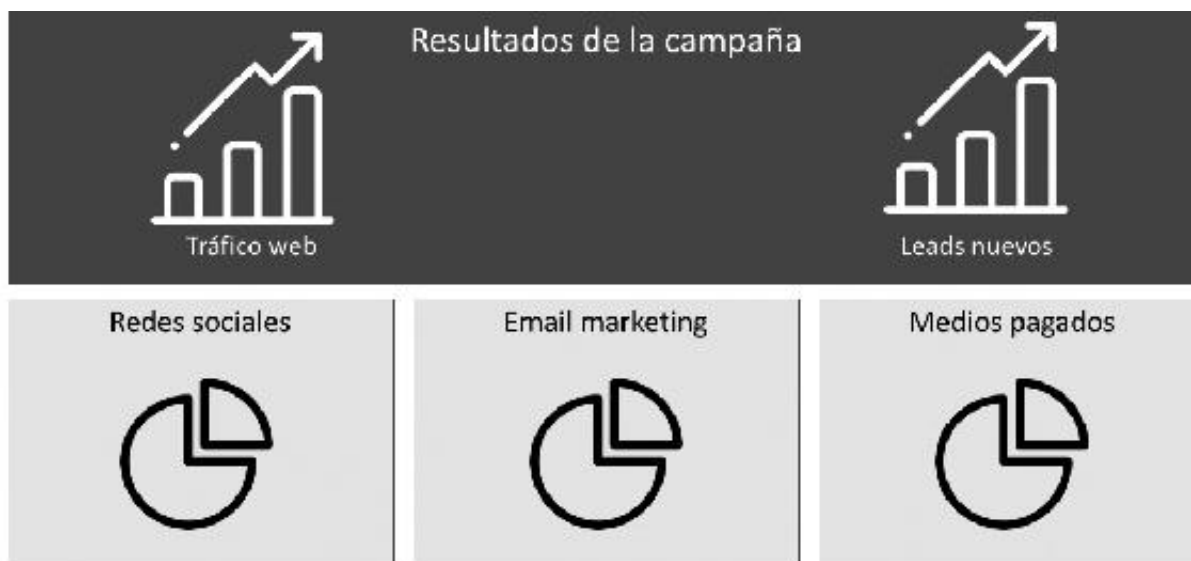 Resultados de la campaña
Tráfico web
Leads nuevos
Redes sociales
Email marketing
Medios pagados